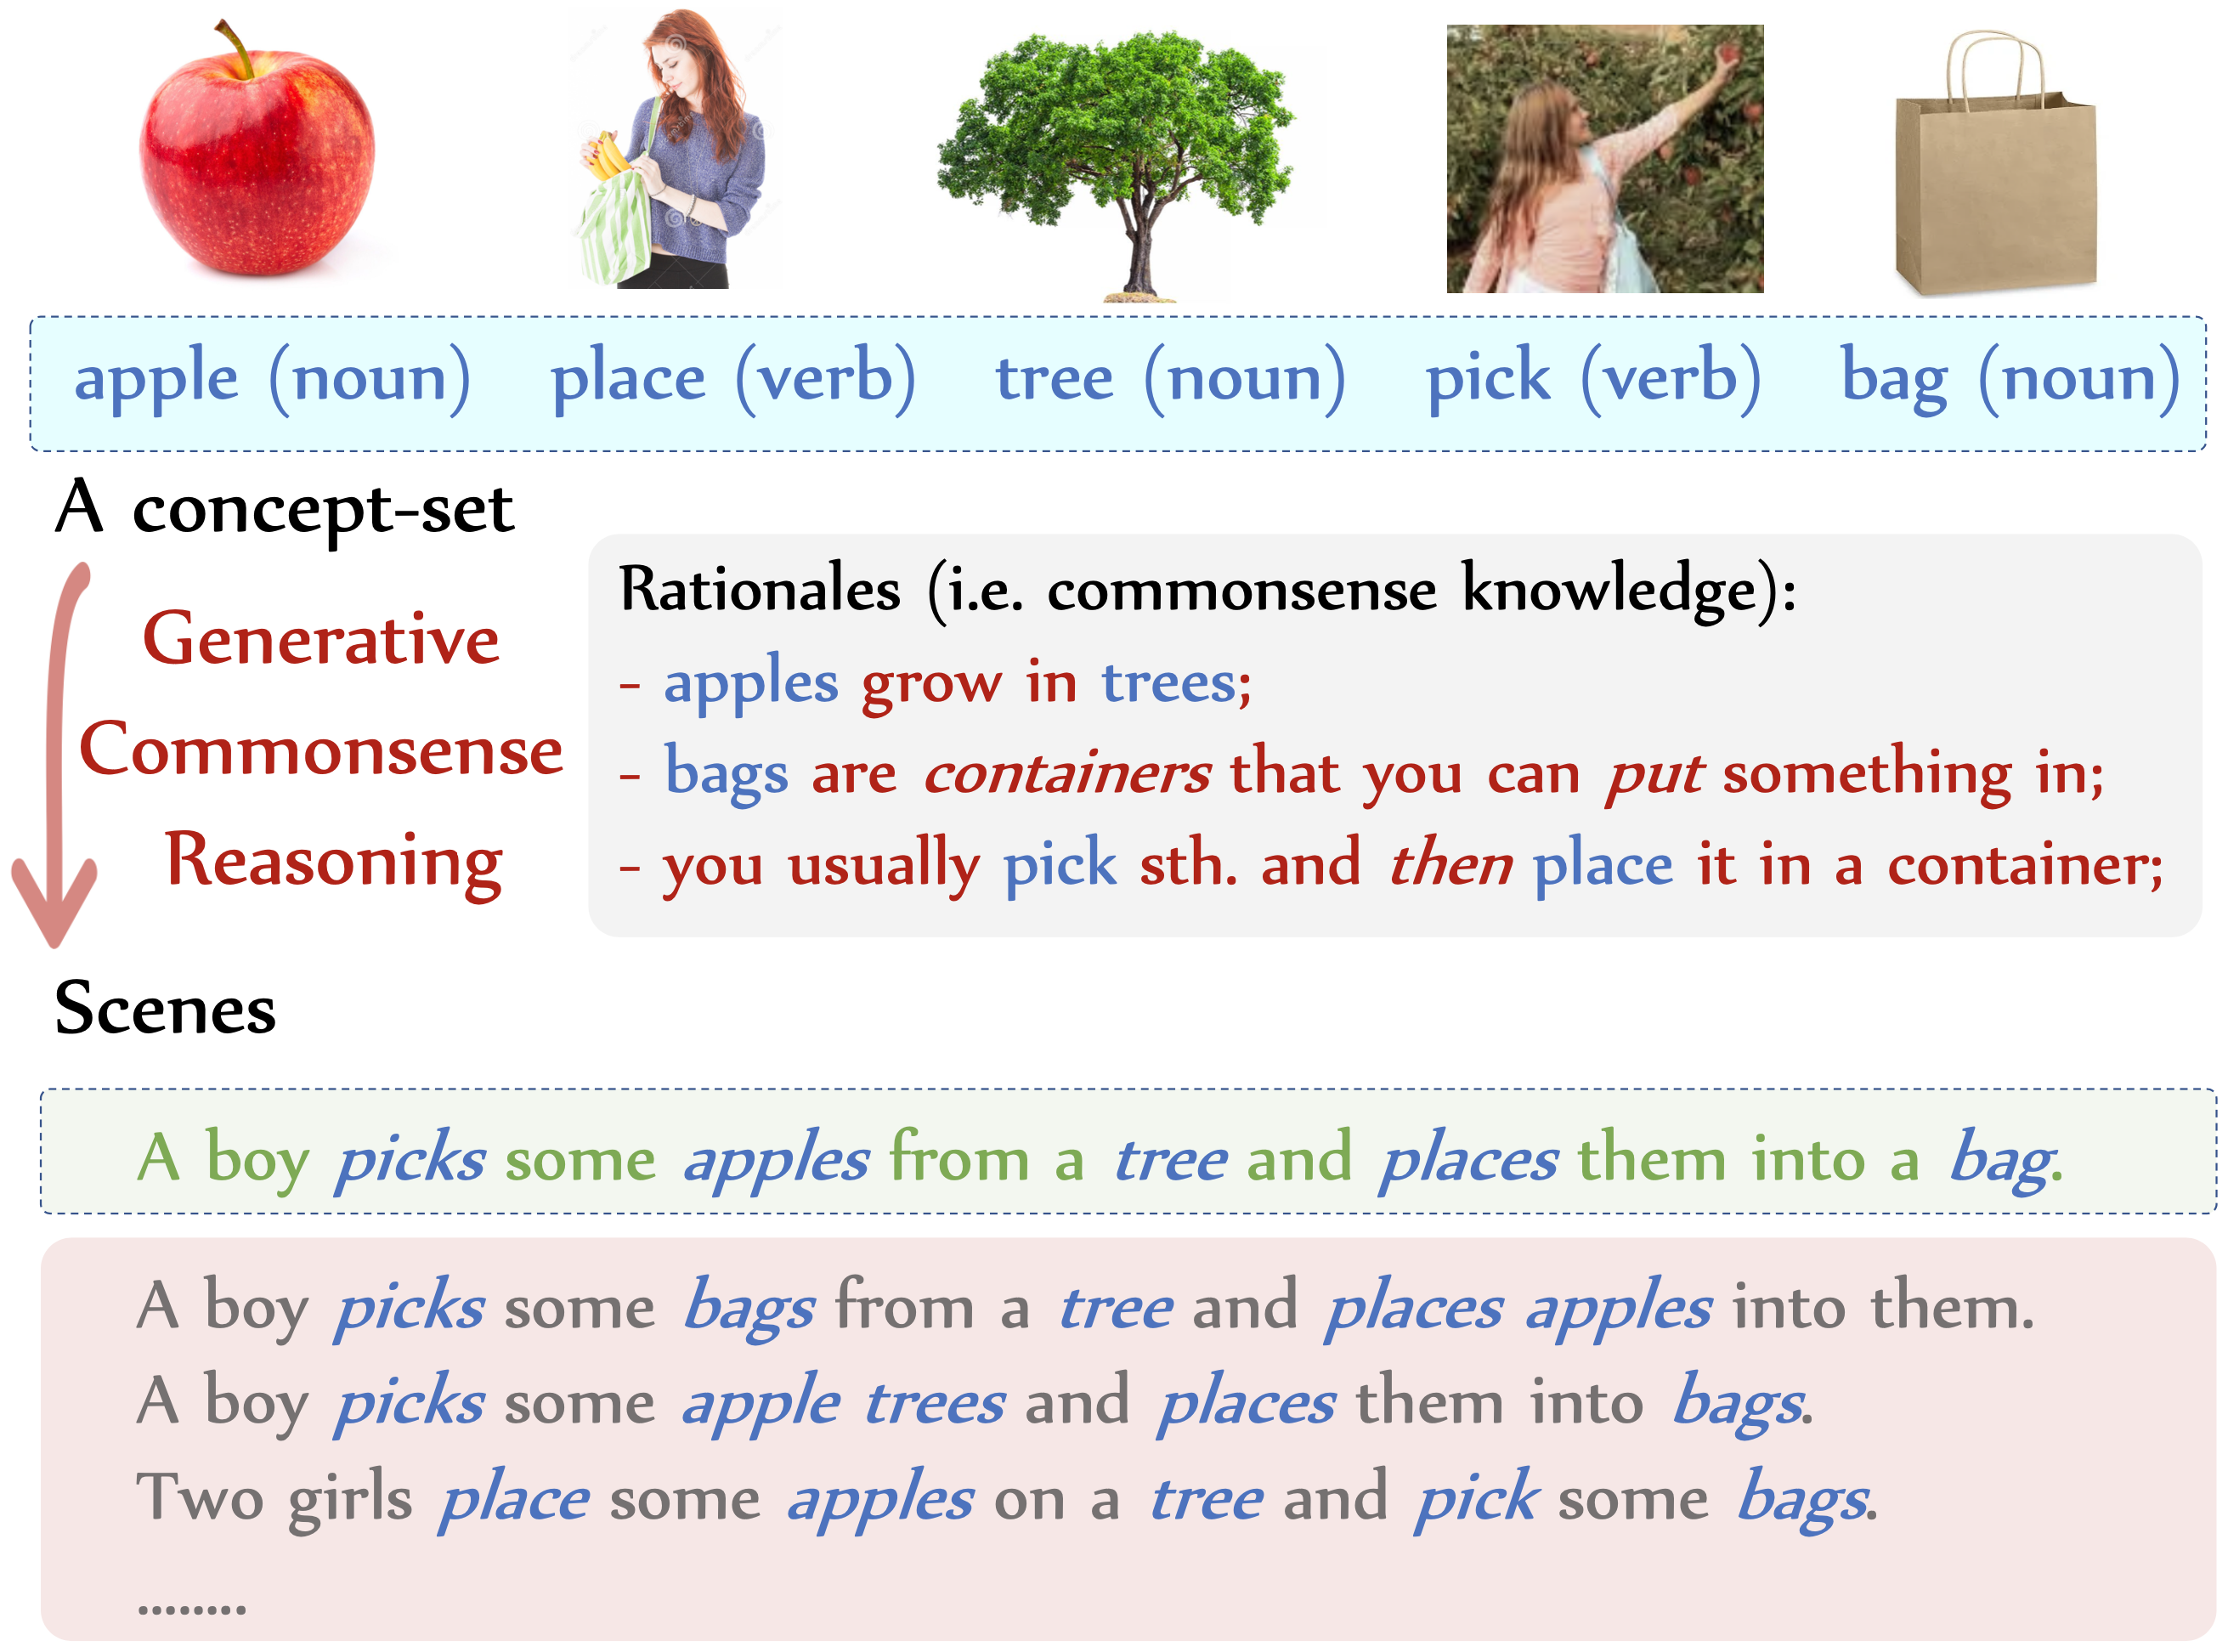 apple (noun) place (verb) tree (noun) pick (verb) bag (noun)
A concept-set
Generative
Commonsense
Reasoning
Rationales (i.e. commonsense knowledge):
- apples grow in trees;
- bags are containers that you can put something in;
- you usually pick sth. and then place it in a container;
Scenes
A boy picks some apples from a tree and places them into a bag.
A boy picks some bags from a tree and places apples into them.
A boy picks some apple trees and places them into bags.
Two girls place some apples on a tree and pick some bags.
........